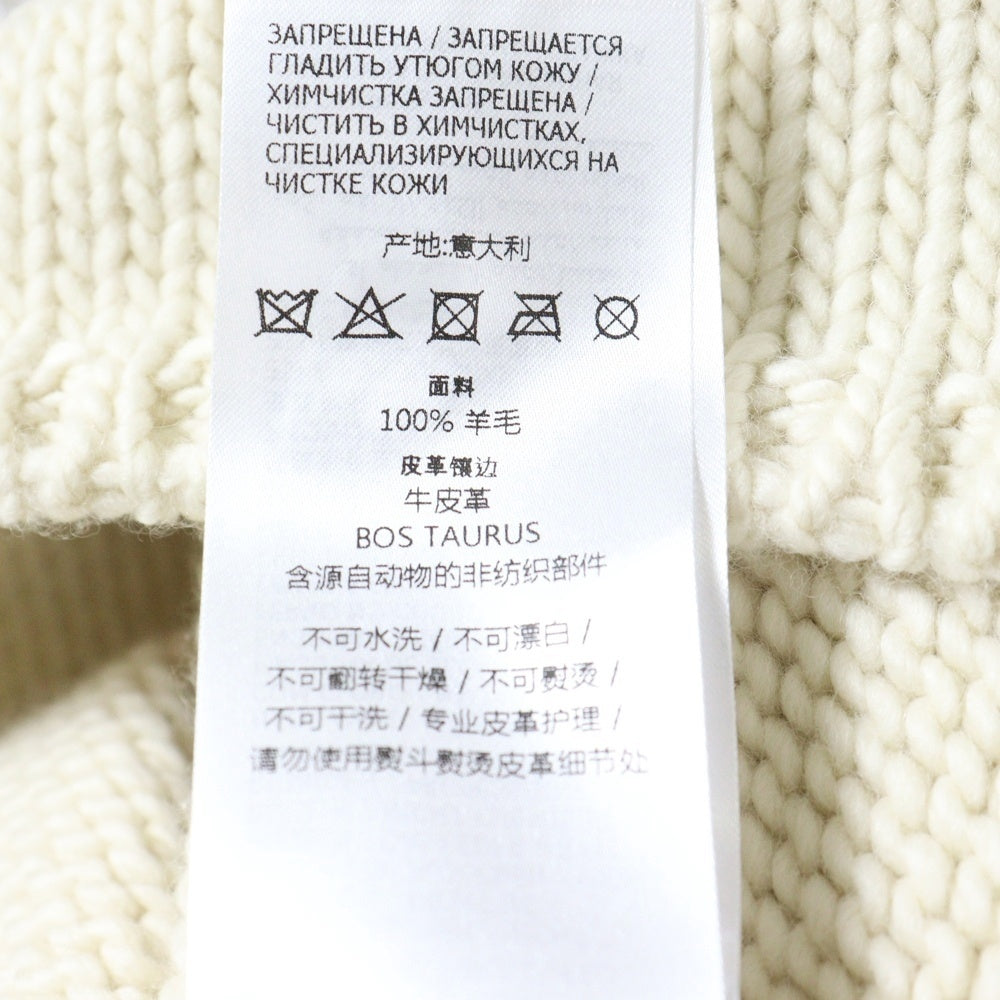 ЗАПРЕЩЕНА / ЗАПРЕЩАЕТСЯ
ГЛАДИТЬ УТЮГОМ КОЖУ /
ХИМЧИСТКА ЗАПРЕЩЕНА /
ЧИСТИТЬ В ХИМЧИСТКАХ,
СПЕЦИАЛИЗИРУЮЩИХСЯ НА
ЧИСТКЕ КОЖИ
产地:意大利
面料
100% 羊毛
皮革镶边
牛皮革
BOS TAURUS
含源自动物的非纺织部件
不可水洗 / 不可漂白 /
不可翻转干燥 / 不可熨烫 /
不可干洗 / 专业皮革护理 /
请勿使用熨斗熨烫皮革细节处